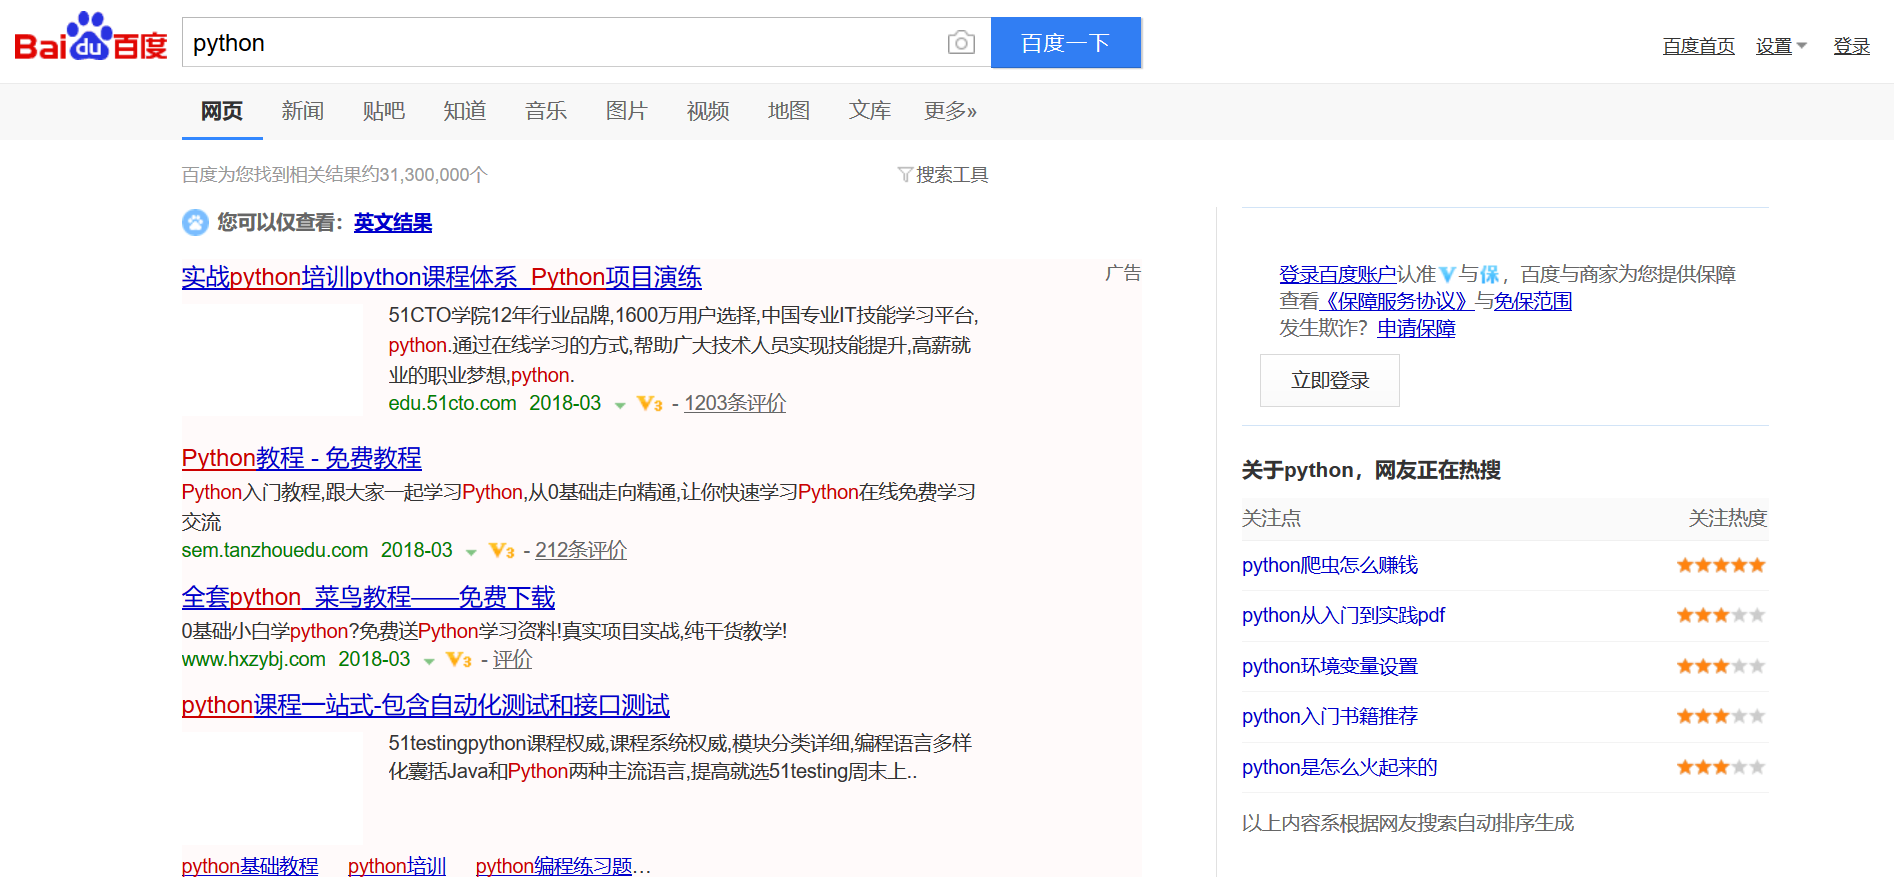 Bai du 百度
python
百度一下
百度首页 设置 登录
网页 新闻 贴吧 知道 音乐 图片 视频 地图 文库 更多»
百度为您找到相关结果约31,300,000个
搜索工具
您可以仅查看：英文结果
实战python培训python课程体系 Python项目演练
广告
51CTO学院12年行业品牌,1600万用户选择,中国专业IT技能学习平台,
python.通过在线学习的方式,帮助广大技术人员实现技能提升,高薪就
业的职业梦想,python.
edu.51cto.com 2018-03 V3 - 1203条评价
Python教程 - 免费教程
Python入门教程,跟大家一起学习Python,从0基础走向精通,让你快速学习Python在线免费学习
交流
sem.tanzhouedu.com 2018-03 V3 - 212条评价
全套python 菜鸟教程——免费下载
0基础小白学python?免费送Python学习资料!真实项目实战,纯干货教学!
www.hxzybj.com 2018-03 V3 - 评价
python课程一站式-包含自动化测试和接口测试
51testingpython课程权威,课程系统权威,模块分类详细,编程语言多样
化囊括Java和Python两种主流语言,提高就选51testing周末上..
python基础教程 python培训 python编程练习题...
登录百度账户认准V与保，百度与商家为您提供保障
查看《保障服务协议》与免保范围
发生欺诈？申请保障
立即登录
关于python，网友正在热搜
关注点 关注热度
python爬虫怎么赚钱
python从入门到实践pdf
python环境变量设置
python入门书籍推荐
python是怎么火起来的
以上内容系根据网友搜索自动排序生成